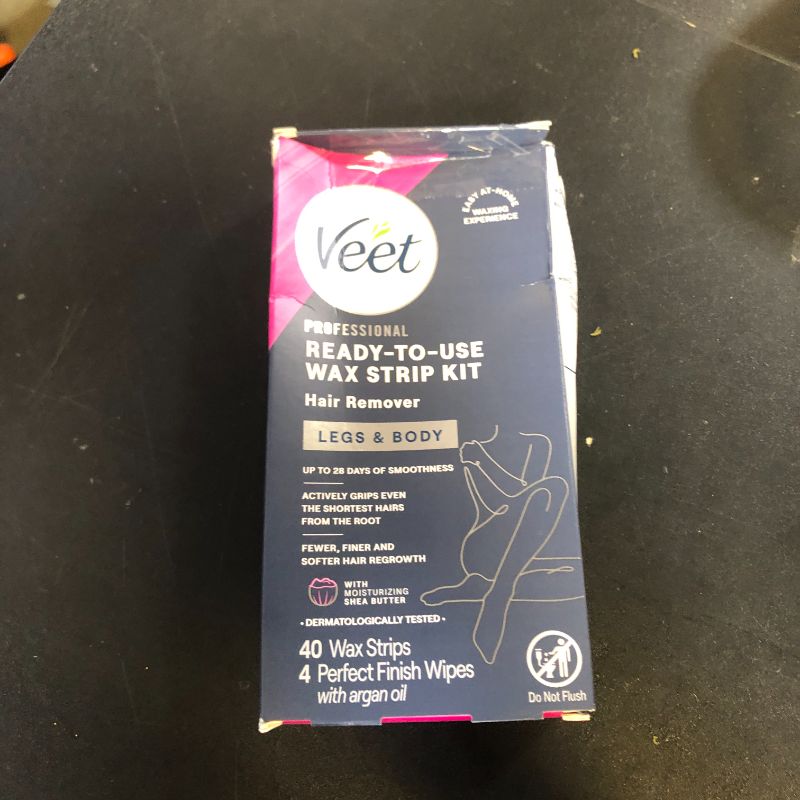 Veet
EASY AT-HOME
WAXING
EXPERIENCE
PROFESSIONAL
READY-TO-USE
WAX STRIP KIT
Hair Remover
LEGS & BODY
UP TO 28 DAYS OF SMOOTHNESS
ACTIVELY GRIPS EVEN
THE SHORTEST HAIRS
FROM THE ROOT
FEWER, FINER AND
SOFTER HAIR REGROWTH
WITH
MOISTURIZING
SHEA BUTTER
• DERMATOLOGICALLY TESTED •
40 Wax Strips
4 Perfect Finish Wipes
with argan oil
Do Not Flush